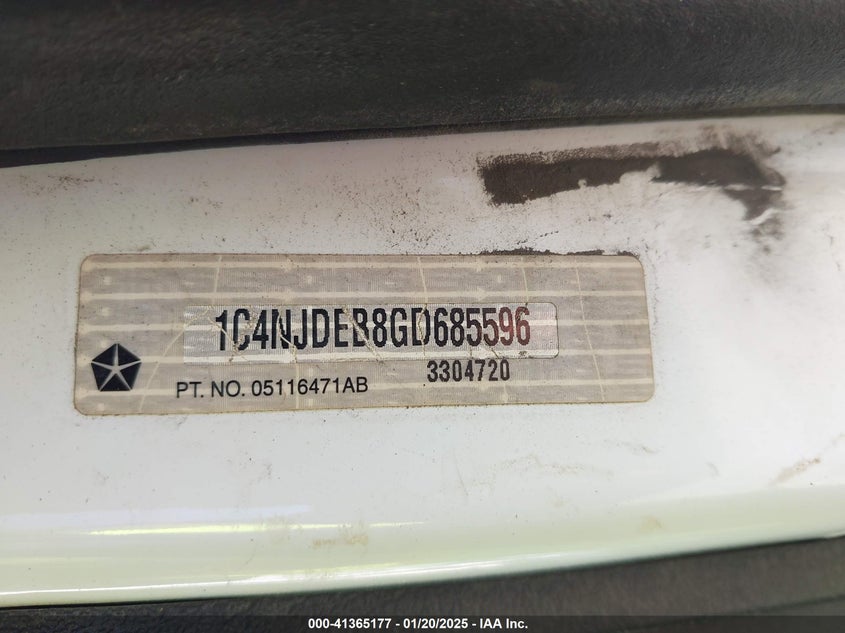 1C4NJDEB8GD685596
3304720
PT. NO. 05116471AB
000-41365177 — 01/20/2025 — IAA Inc.